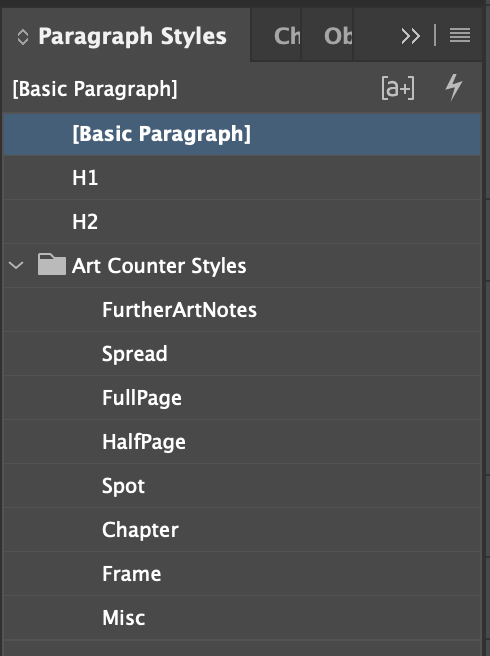 Paragraph Styles Ch Ob
[Basic Paragraph] [a+]
[Basic Paragraph]
H1
H2
Art Counter Styles
FurtherArtNotes
Spread
FullPage
HalfPage
Spot
Chapter
Frame
Misc